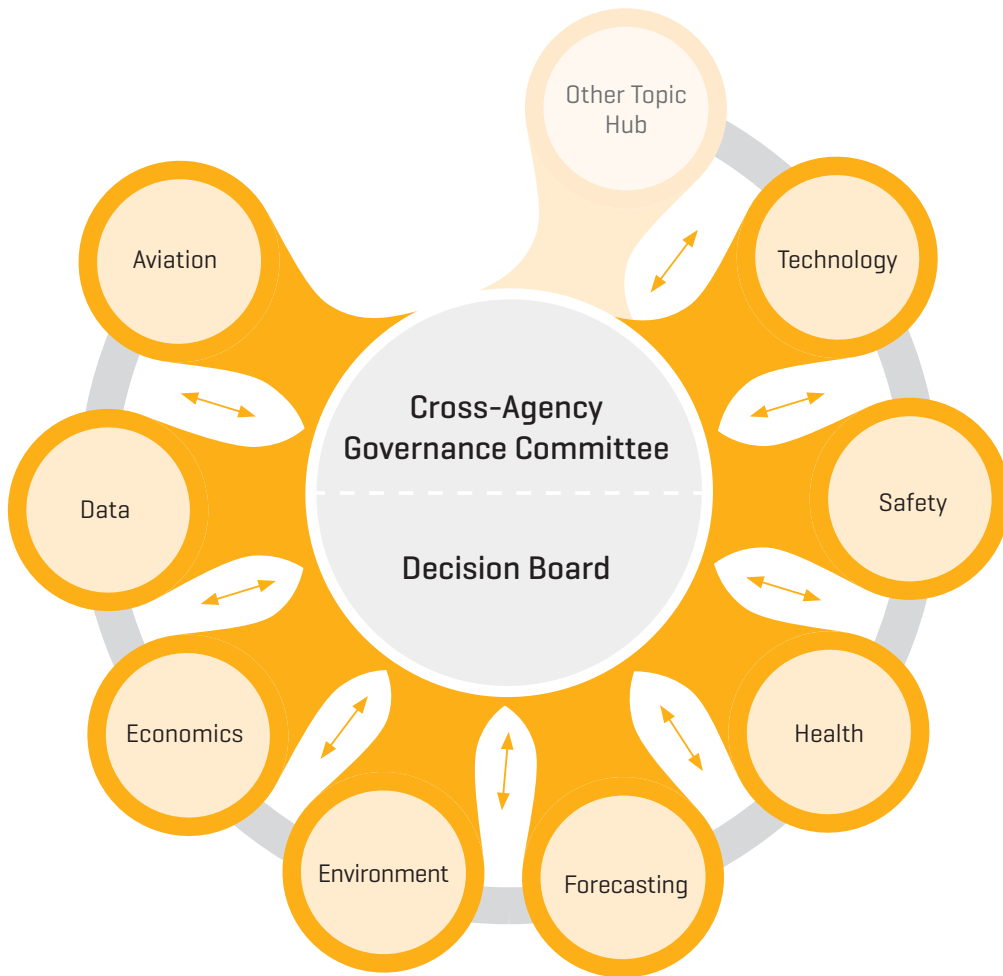 Other Topic
Hub
Aviation
Technology
Cross-Agency
Governance Committee
Data
Safety
Decision Board
Economics
Health
Environment
Forecasting